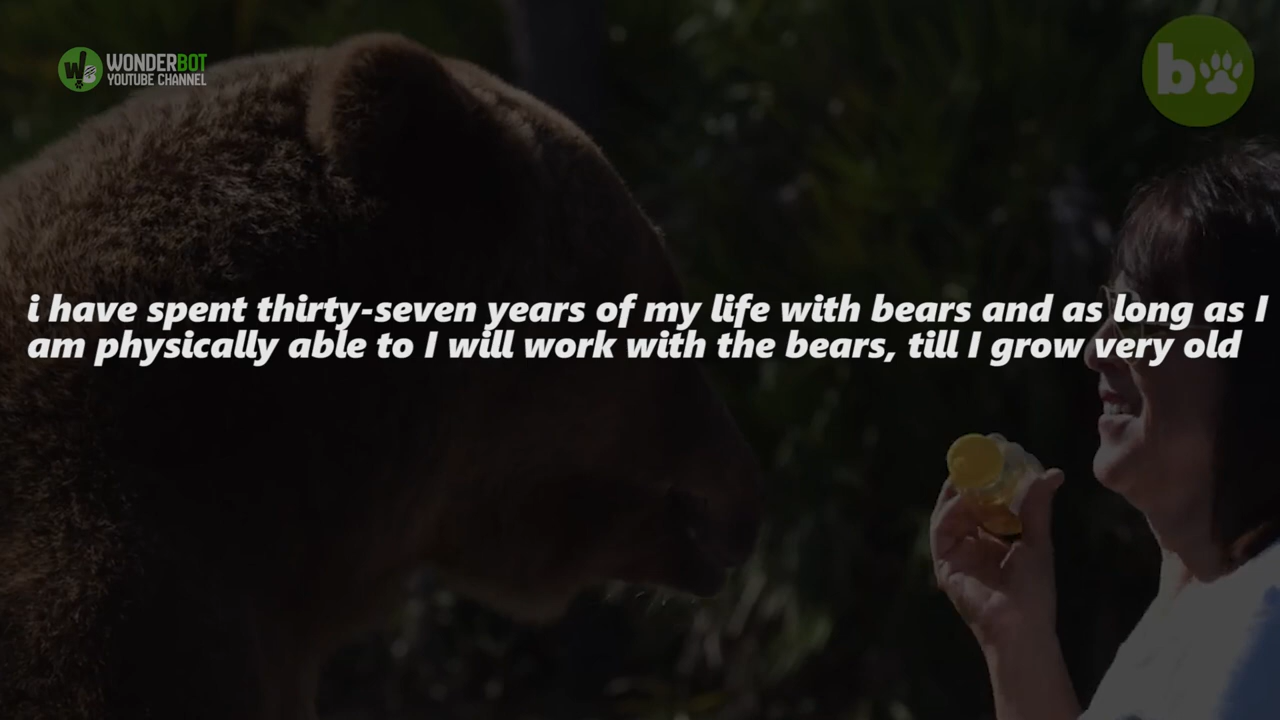 WONDERBOT
YOUTUBE CHANNEL
b
i have spent thirty-seven years of my life with bears and as long as I
am physically able to I will work with the bears, till I grow very old